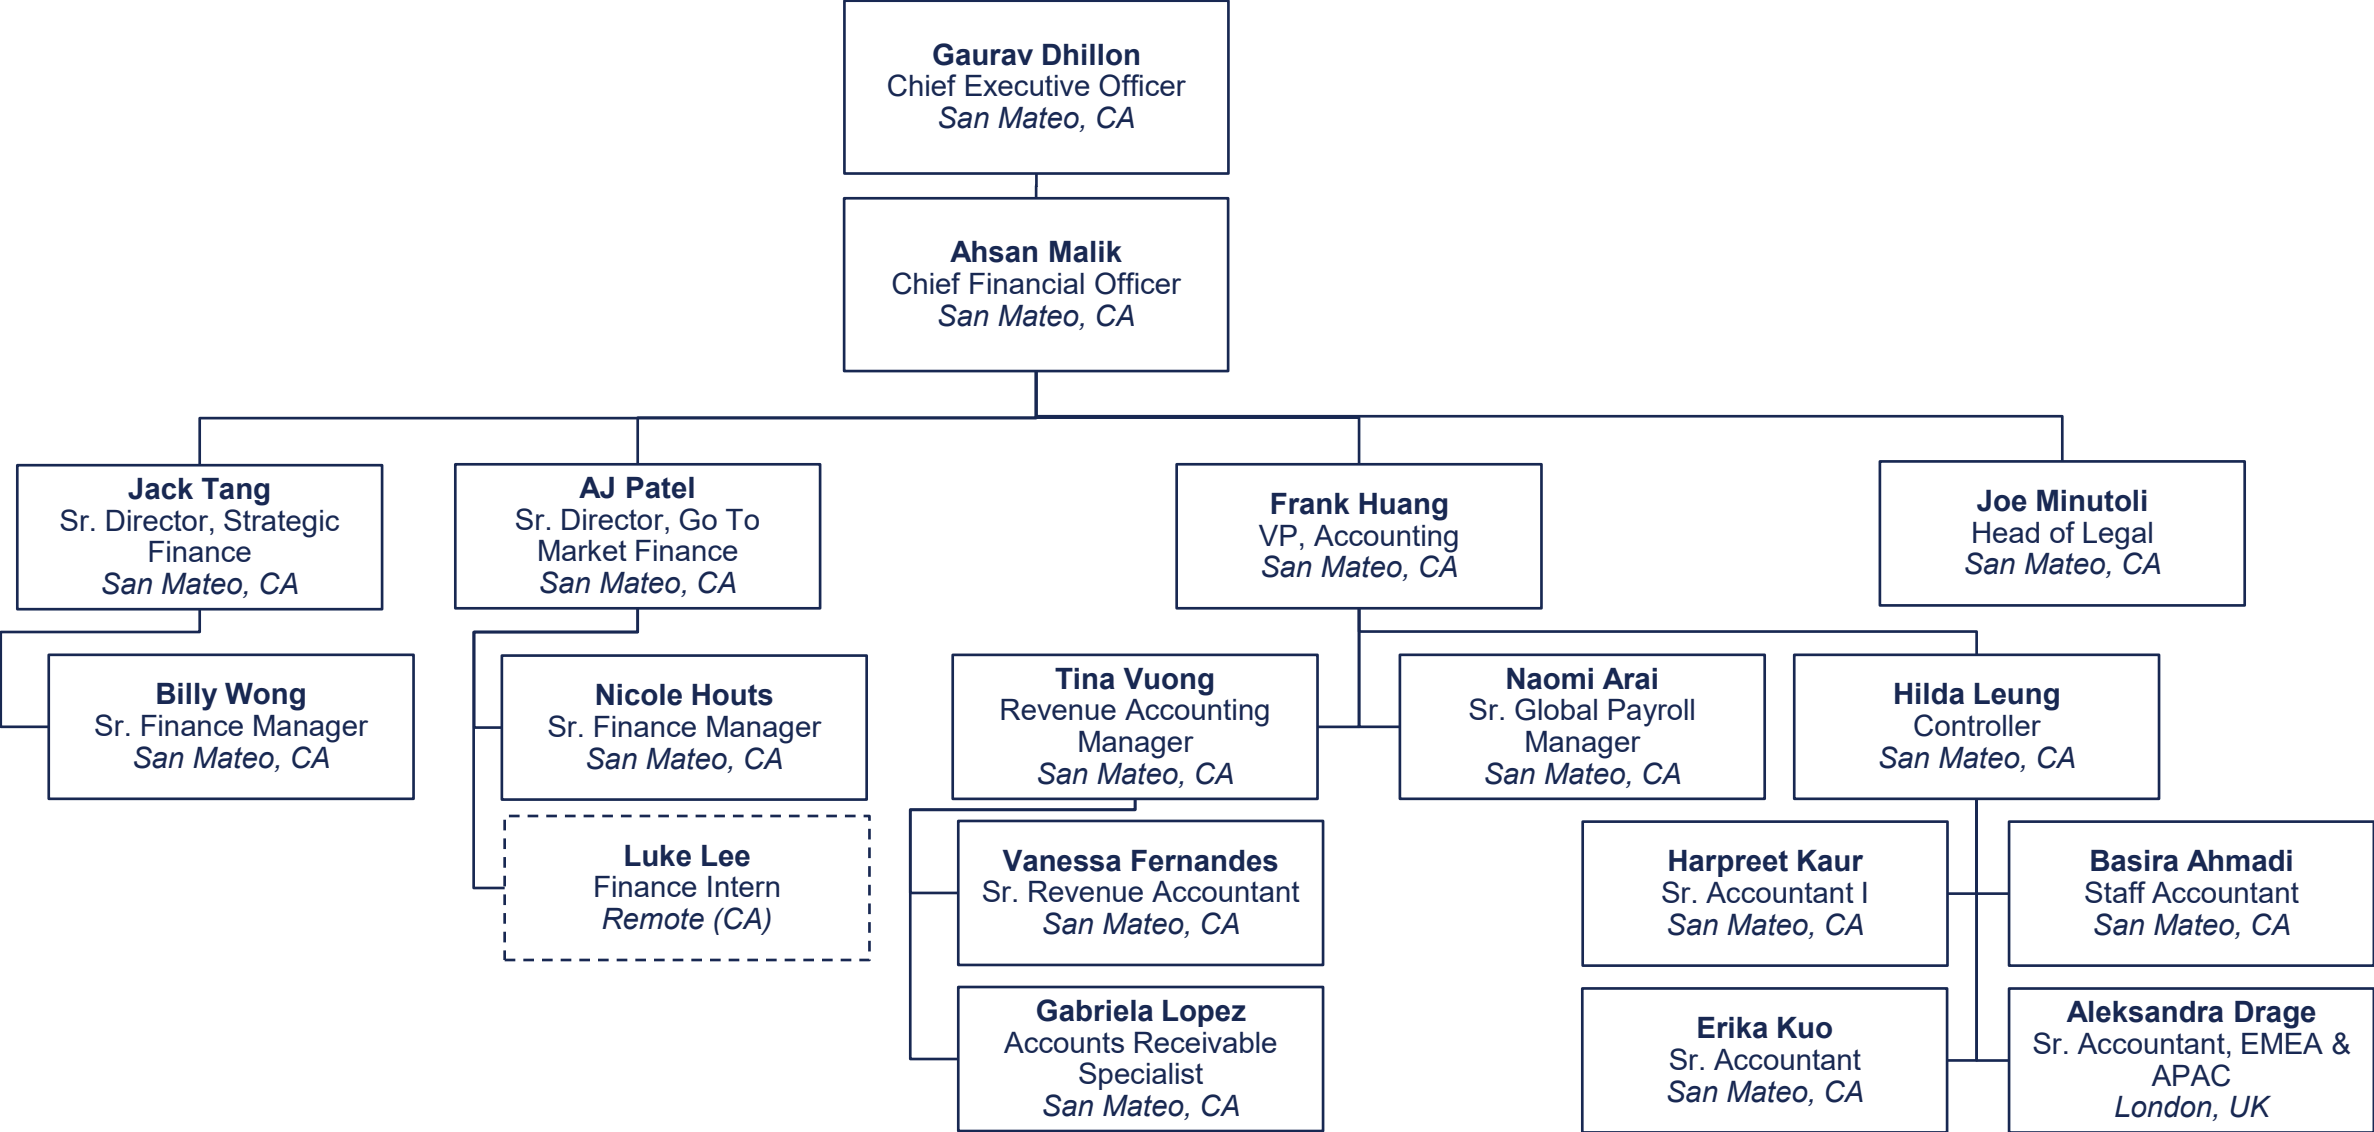 Gaurav Dhillon
Chief Executive Officer
San Mateo, CA
Ahsan Malik
Chief Financial Officer
San Mateo, CA
Jack Tang
Sr. Director, Strategic
Finance
San Mateo, CA
AJ Patel
Sr. Director, Go To
Market Finance
San Mateo, CA
Frank Huang
VP, Accounting
San Mateo, CA
Joe Minutoli
Head of Legal
San Mateo, CA
Billy Wong
Sr. Finance Manager
San Mateo, CA
Nicole Houts
Sr. Finance Manager
San Mateo, CA
Tina Vuong
Revenue Accounting
Manager
San Mateo, CA
Naomi Arai
Sr. Global Payroll
Manager
San Mateo, CA
Hilda Leung
Controller
San Mateo, CA
Luke Lee
Finance Intern
Remote (CA)
Vanessa Fernandes
Sr. Revenue Accountant
San Mateo, CA
Harpreet Kaur
Sr. Accountant I
San Mateo, CA
Basira Ahmadi
Staff Accountant
San Mateo, CA
Gabriela Lopez
Accounts Receivable
Specialist
San Mateo, CA
Erika Kuo
Sr. Accountant
San Mateo, CA
Aleksandra Drage
Sr. Accountant, EMEA &
APAC
London, UK